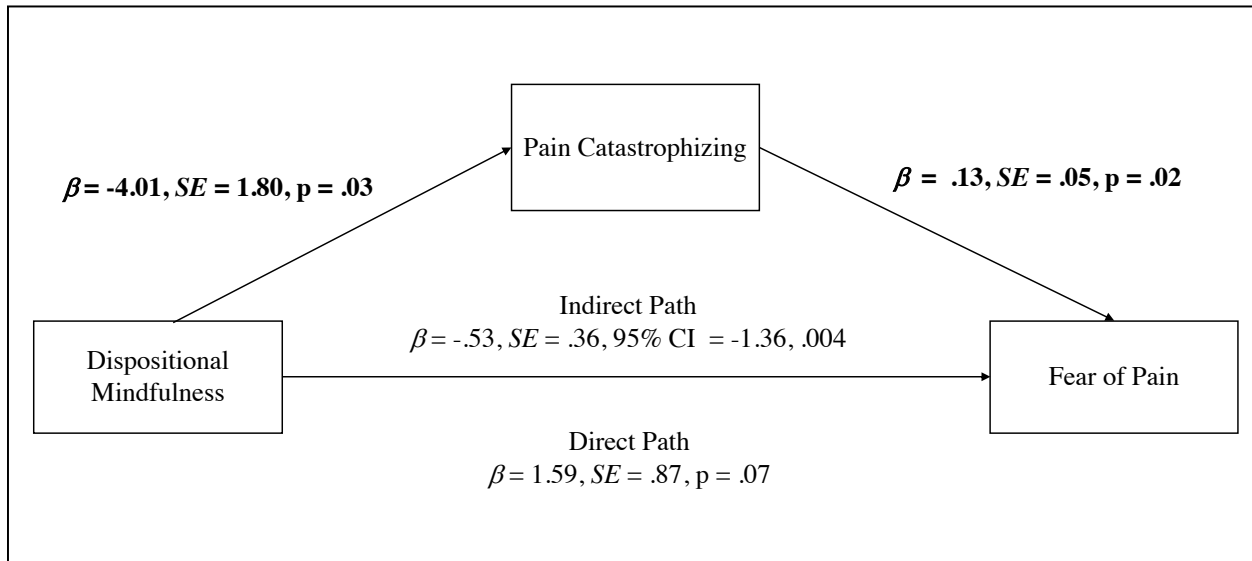 Pain Catastrophizing
β = -4.01, SE = 1.80, p = .03
β = .13, SE = .05, p = .02
Indirect Path
β = -.53, SE = .36, 95% CI = -1.36, .004
Dispositional
Mindfulness
Fear of Pain
Direct Path
β = 1.59, SE = .87, p = .07